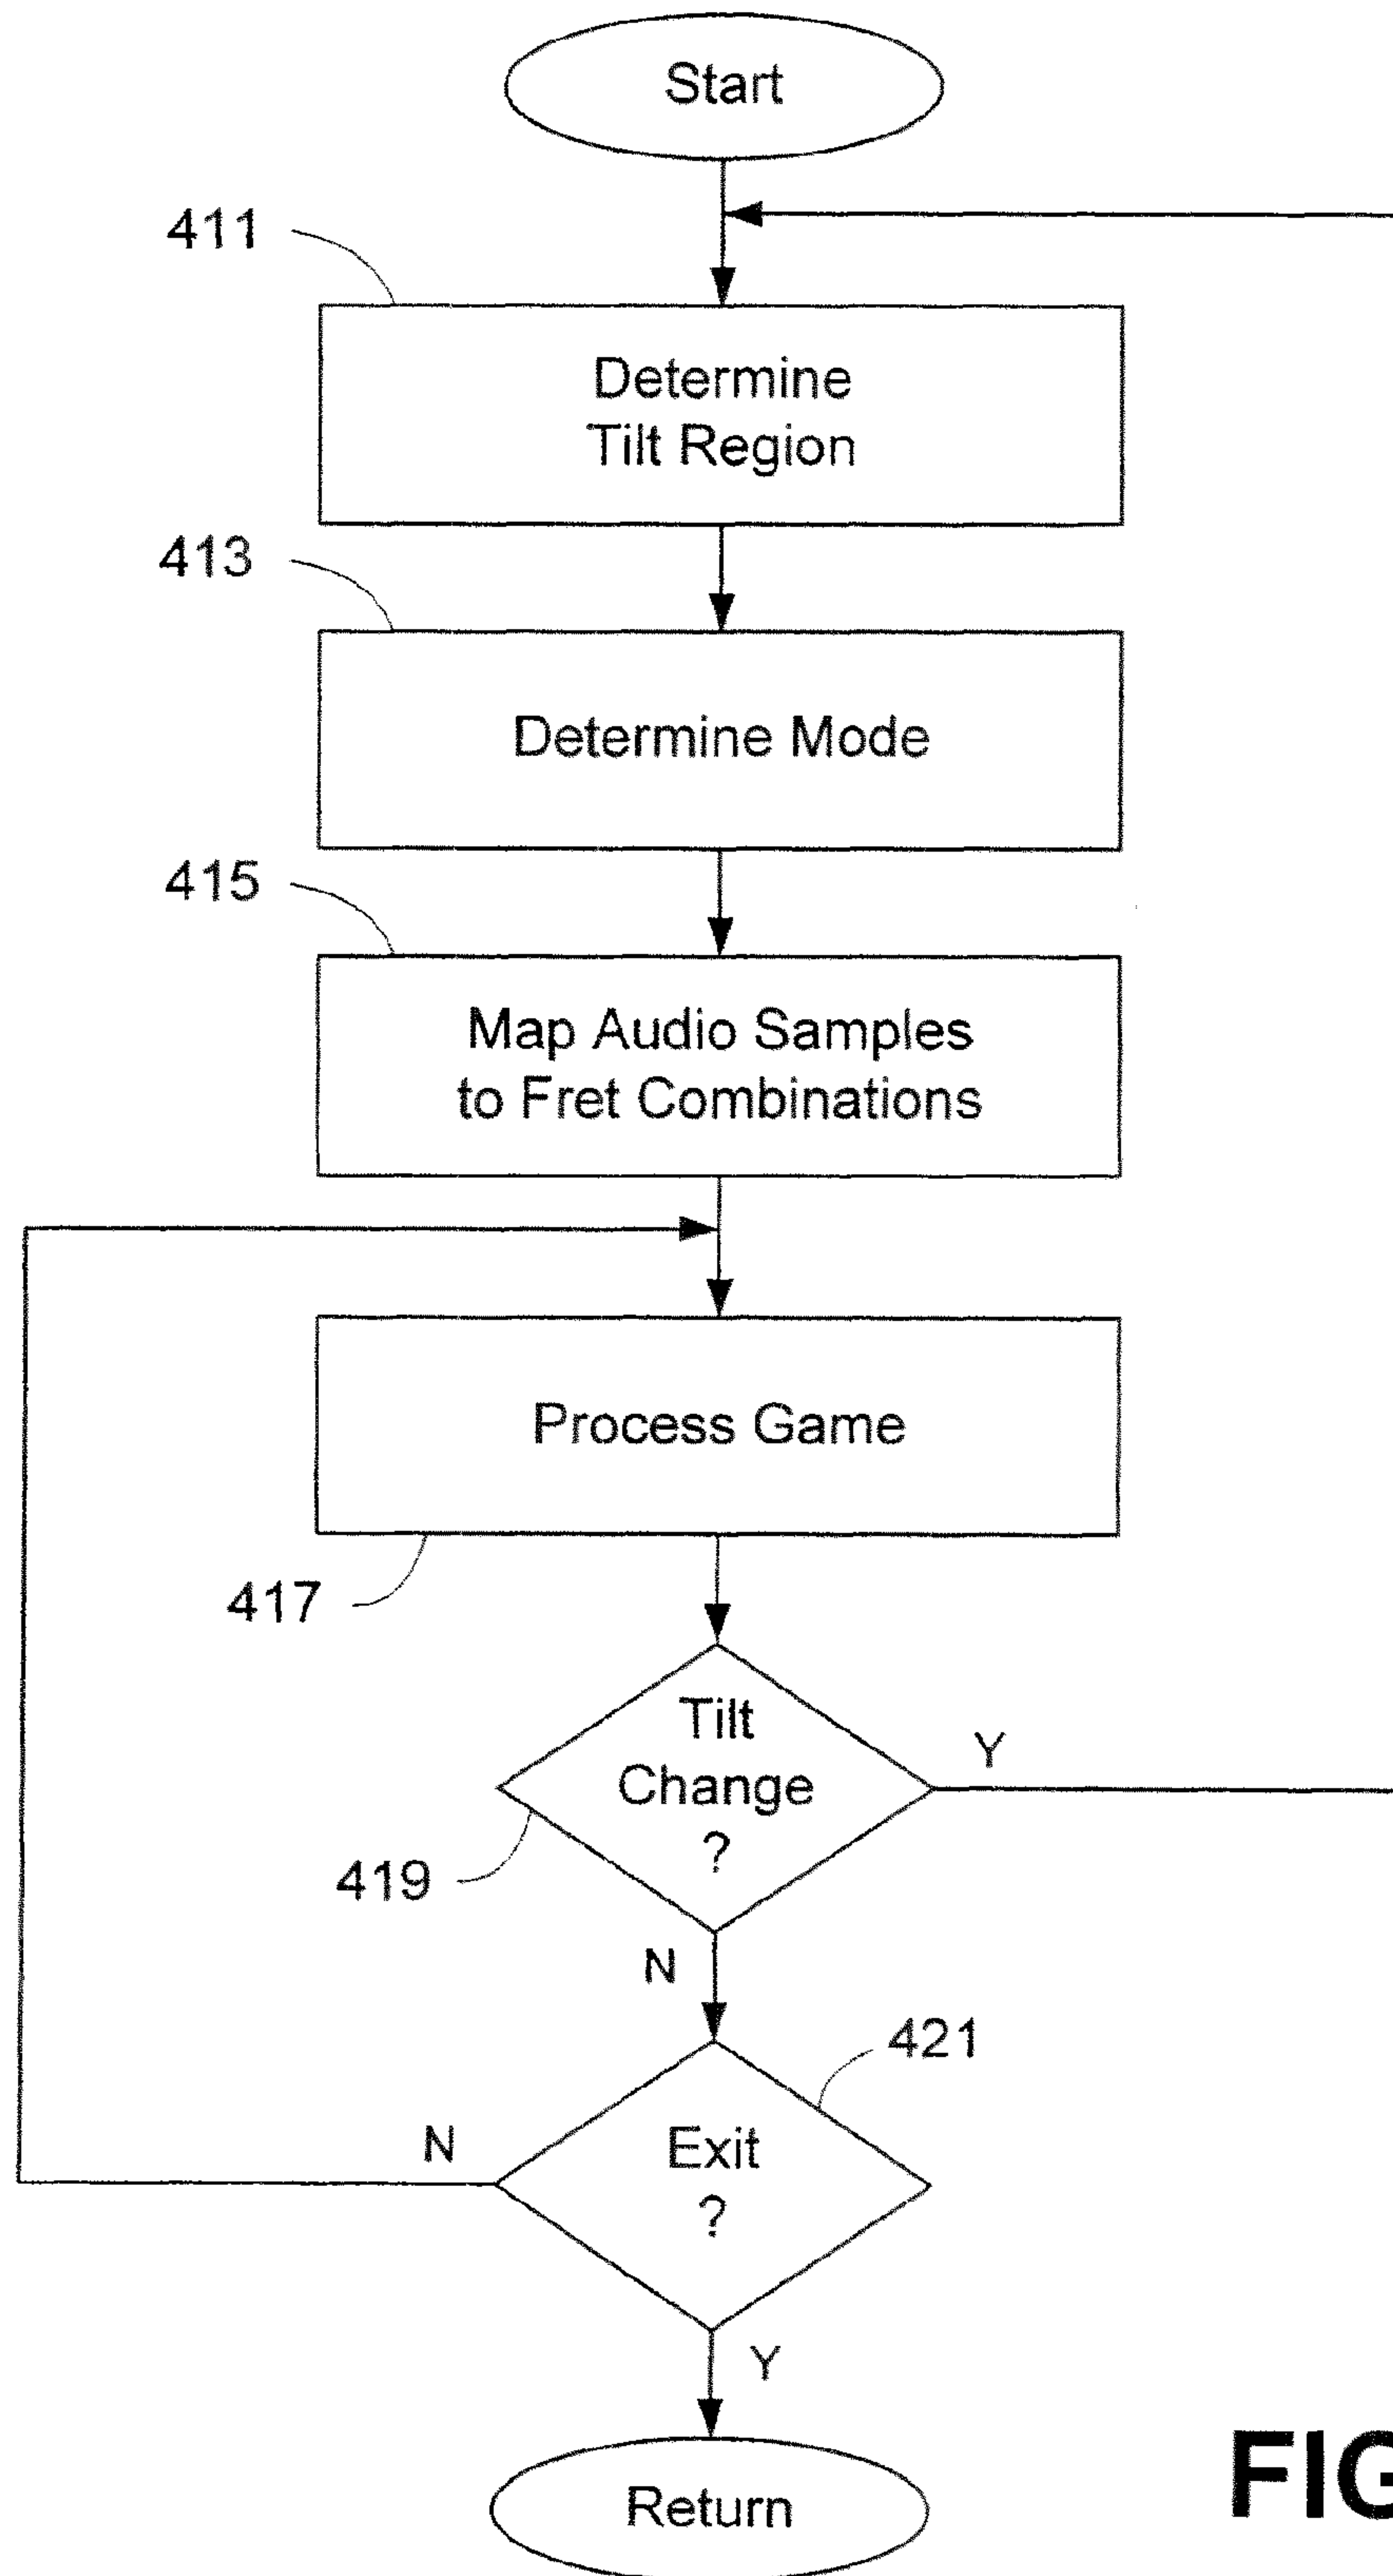 Start
411
Determine
Tilt Region
413
Determine Mode
415
Map Audio Samples
to Fret Combinations
Process Game
417
Tilt
Change
?
Y
419
N
421
Exit
?
N
Y
Return
FIG